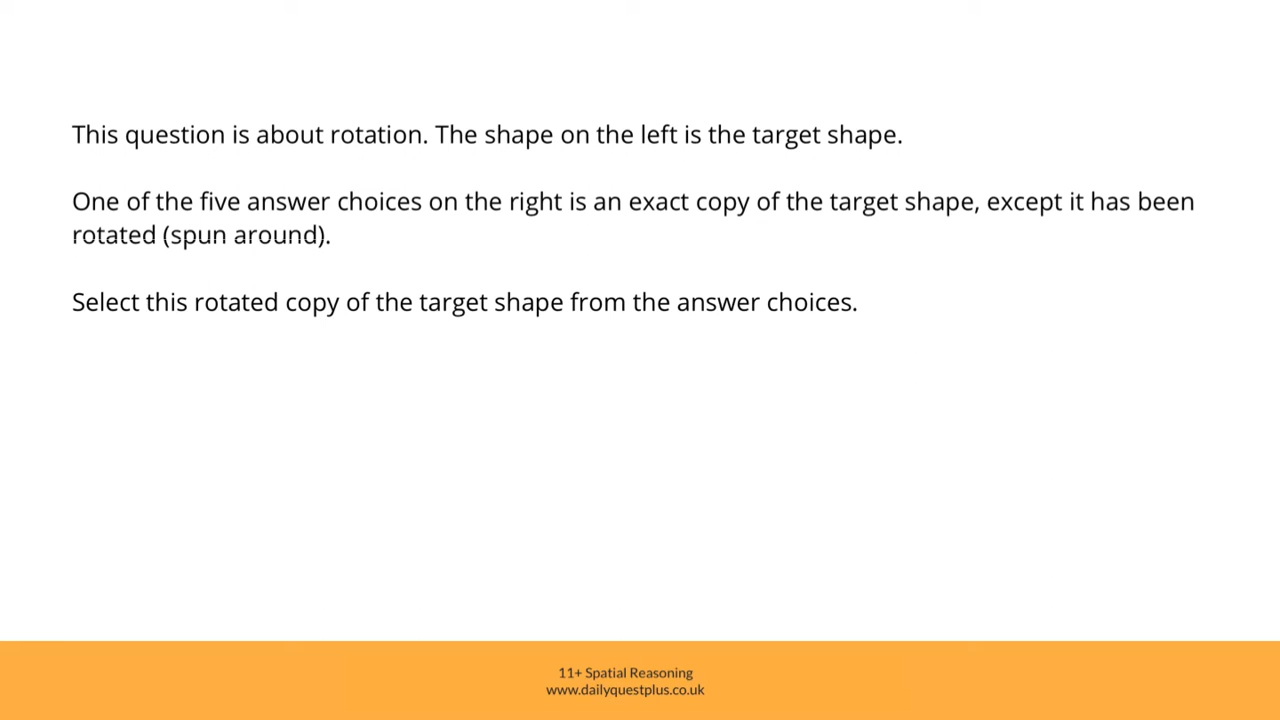 This question is about rotation. The shape on the left is the target shape.
One of the five answer choices on the right is an exact copy of the target shape, except it has been
rotated (spun around).
Select this rotated copy of the target shape from the answer choices.
11+ Spatial Reasoning
www.dailyquestplus.co.uk